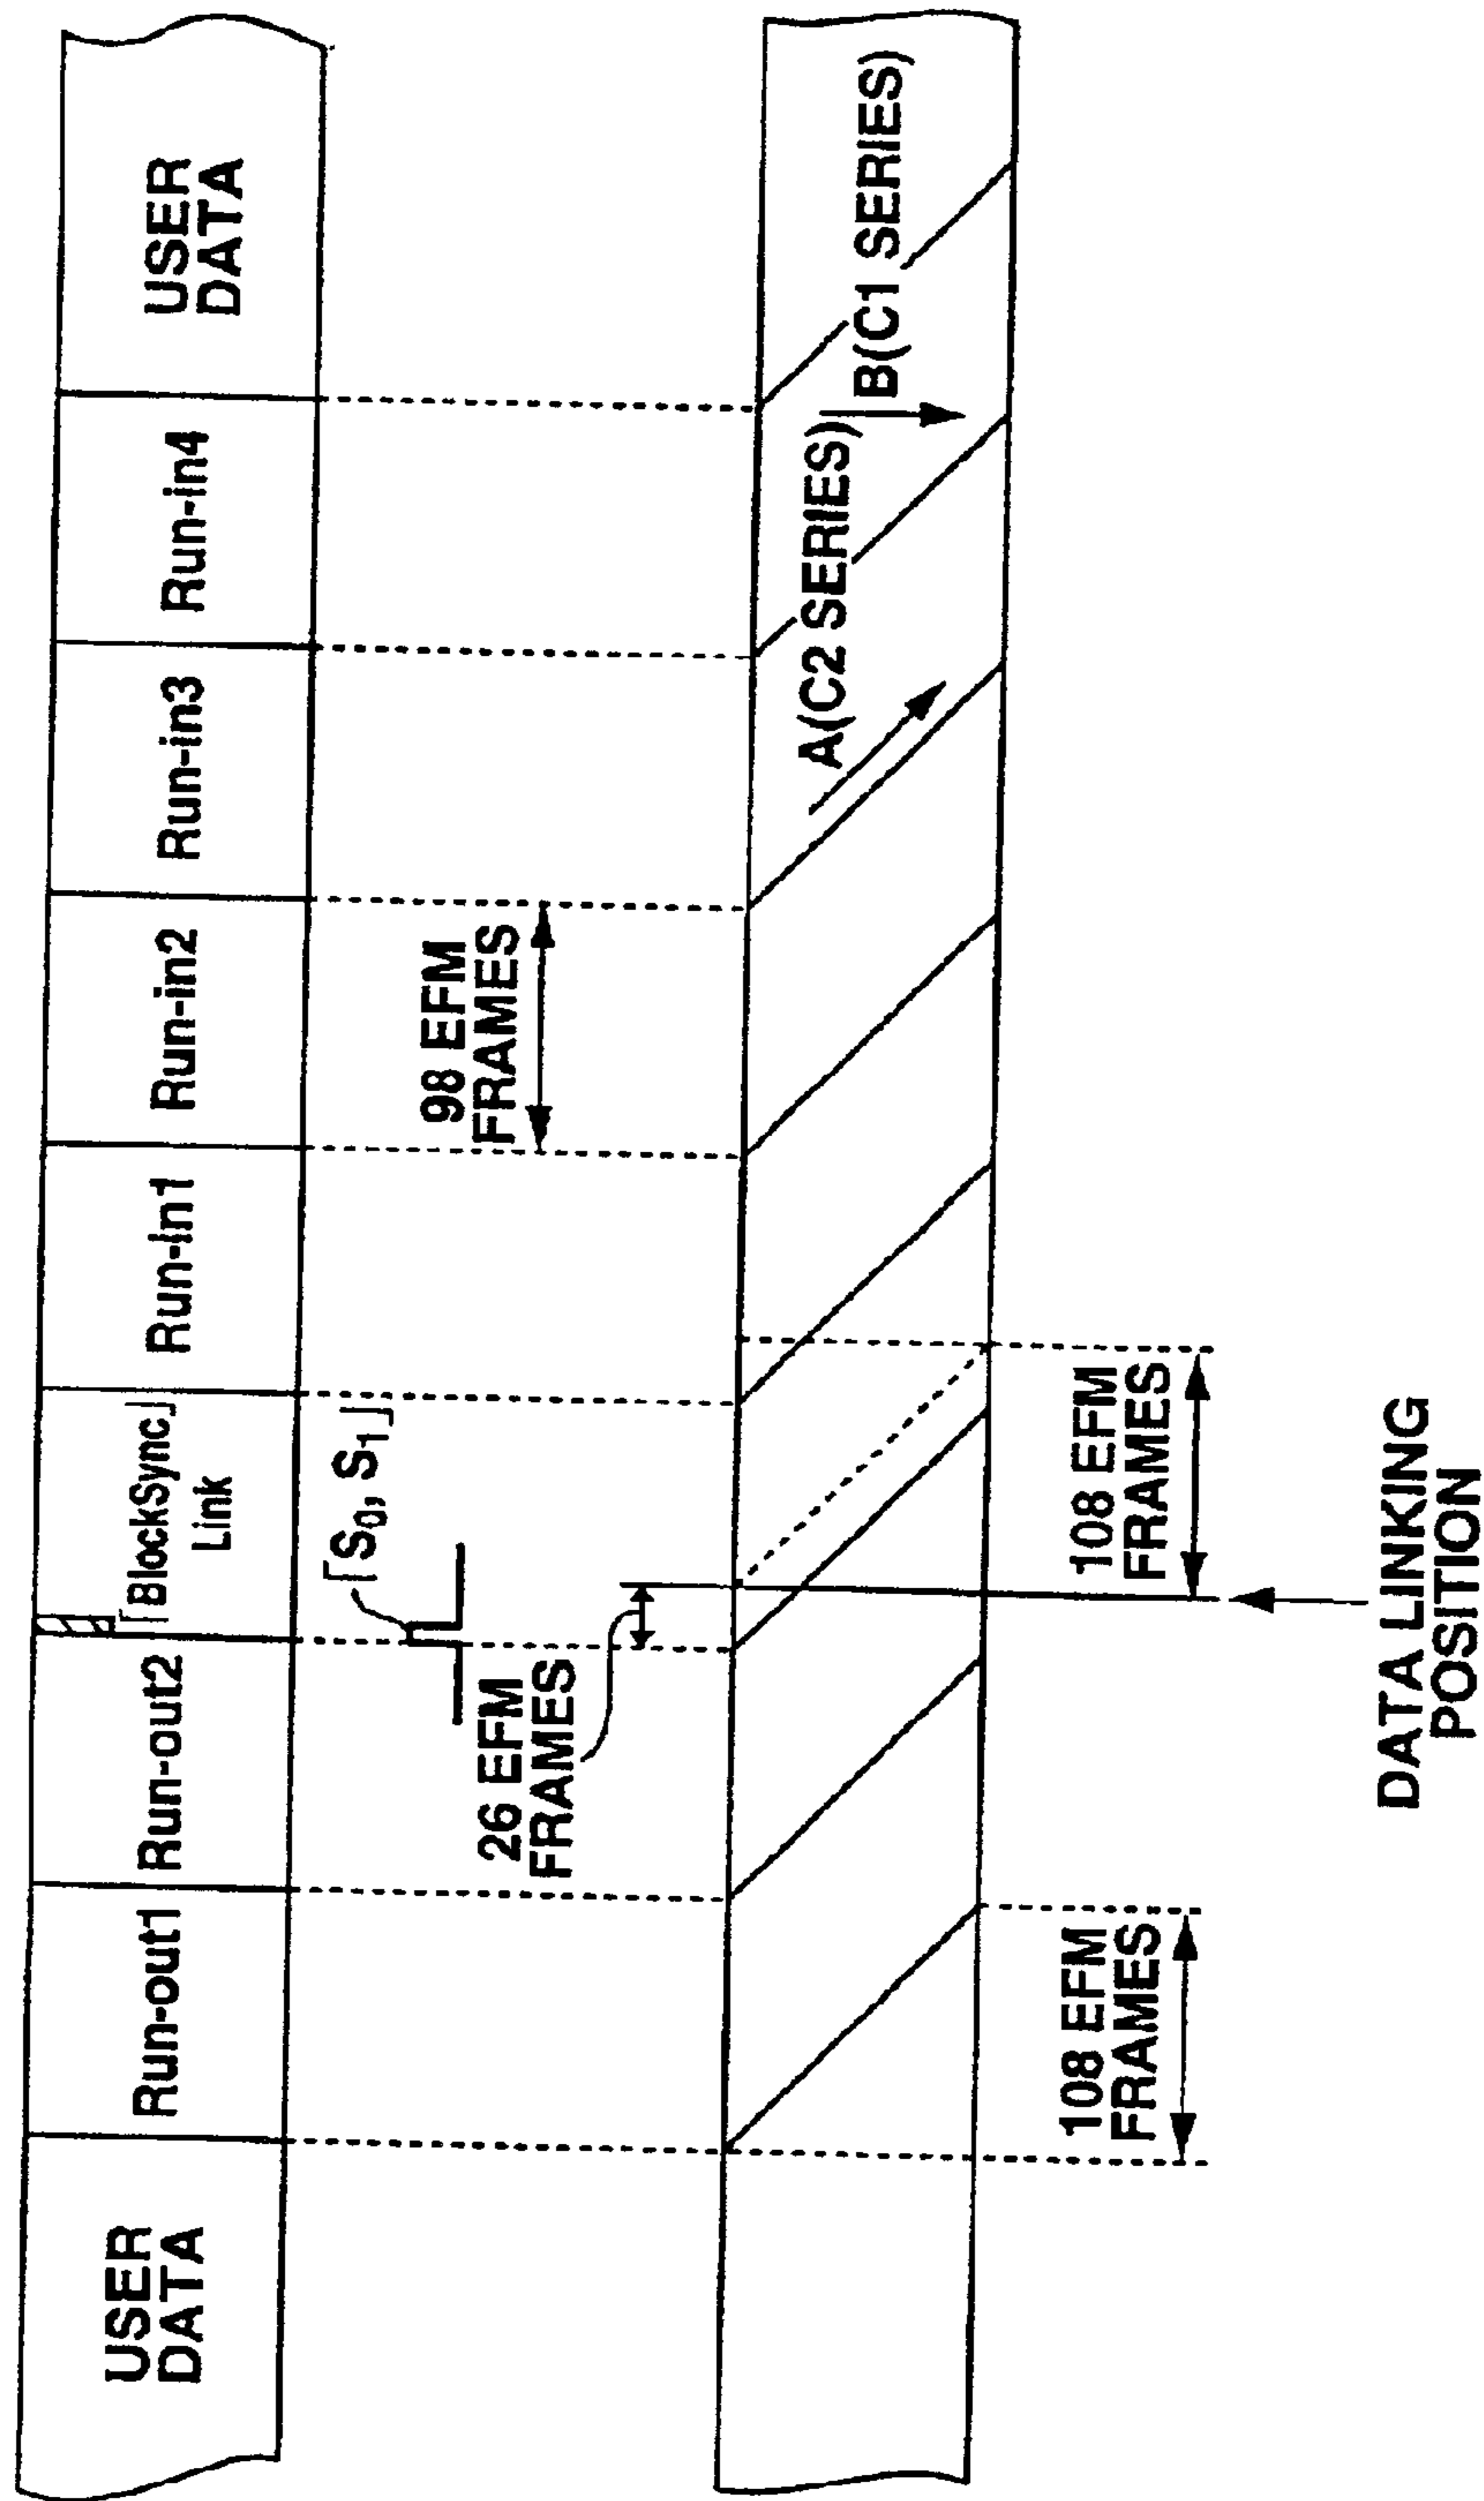 USER
DATA
Run-out1
Run-out2
[BlockSync]
Link
Run-in1
Run-in2
Run-in3
Run-in4
USER
DATA
[S0, S1]
26 EFM
FRAMES
98 EFM
FRAMES
A(C2 SERIES)
B(C1 SERIES)
108 EFM
FRAMES
108 EFM
FRAMES
DATA LINKING
POSITION